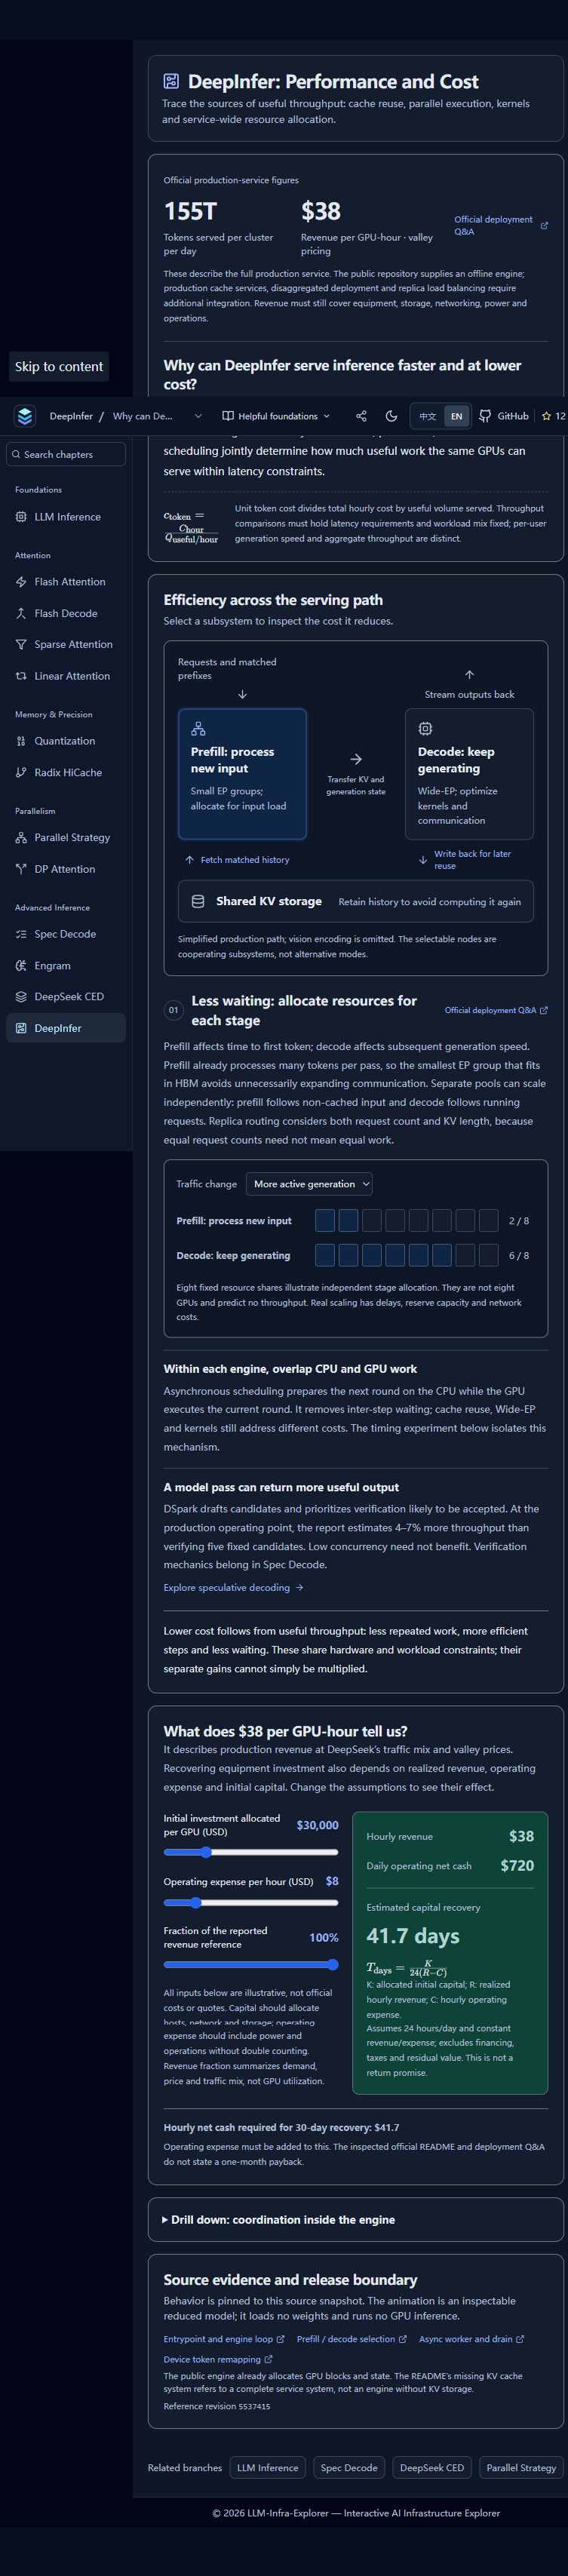 DeepInfer: Performance and Cost
Trace the sources of useful throughput: cache reuse, parallel execution, kernels
and service-wide resource allocation.
Official production-service figures
155T
Tokens served per cluster
per day
$38
Revenue per GPU-hour · valley
pricing
Official deployment
Q&A
These describe the full production service. The public repository supplies an offline engine;
production cache services, disaggregated deployment and replica load balancing require
additional integration. Revenue must still cover equipment, storage, networking, power and
operations.
Why can DeepInfer serve inference faster and at lower
cost?
Skip to content
DeepInfer / Why can De...
Helpful foundations
中文
EN
GitHub
12
Search chapters
Foundations
LLM Inference
Attention
Flash Attention
Flash Decode
Sparse Attention
Linear Attention
Memory & Precision
Quantization
Radix HiCache
Parallelism
Parallel Strategy
DP Attention
Advanced Inference
Spec Decode
Engram
DeepSeek CED
DeepInfer
scheduling jointly determine how much useful work the same GPUs can
serve within latency constraints.
c_token = C_hour / Q_useful/hour
Unit token cost divides total hourly cost by useful volume served. Throughput
comparisons must hold latency requirements and workload mix fixed; per-user
generation speed and aggregate throughput are distinct.
Efficiency across the serving path
Select a subsystem to inspect the cost it reduces.
Requests and matched
prefixes
Stream outputs back
Prefill: process
new input
Small EP groups;
allocate for input load
Transfer KV and
generation state
Decode: keep
generating
Wide-EP; optimize
kernels and
communication
Fetch matched history
Write back for later
reuse
Shared KV storage
Retain history to avoid computing it again
Simplified production path; vision encoding is omitted. The selectable nodes are
cooperating subsystems, not alternative modes.
01
Less waiting: allocate resources for
each stage
Official deployment Q&A
Prefill affects time to first token; decode affects subsequent generation speed.
Prefill already processes many tokens per pass, so the smallest EP group that fits
in HBM avoids unnecessarily expanding communication. Separate pools can scale
independently: prefill follows non-cached input and decode follows running
requests. Replica routing considers both request count and KV length, because
equal request counts need not mean equal work.
Traffic change
More active generation
Prefill: process new input
2 / 8
Decode: keep generating
6 / 8
Eight fixed resource shares illustrate independent stage allocation. They are not eight
GPUs and predict no throughput. Real scaling has delays, reserve capacity and network
costs.
Within each engine, overlap CPU and GPU work
Asynchronous scheduling prepares the next round on the CPU while the GPU
executes the current round. It removes inter-step waiting; cache reuse, Wide-EP
and kernels still address different costs. The timing experiment below isolates this
mechanism.
A model pass can return more useful output
DSpark drafts candidates and prioritizes verification likely to be accepted. At the
production operating point, the report estimates 4–7% more throughput than
verifying five fixed candidates. Low concurrency need not benefit. Verification
mechanics belong in Spec Decode.
Explore speculative decoding →
Lower cost follows from useful throughput: less repeated work, more efficient
steps and less waiting. These share hardware and workload constraints; their
separate gains cannot simply be multiplied.
What does $38 per GPU-hour tell us?
It describes production revenue at DeepSeek's traffic mix and valley prices.
Recovering equipment investment also depends on realized revenue, operating
expense and initial capital. Change the assumptions to see their effect.
Initial investment allocated
per GPU (USD)
$30,000
Operating expense per hour (USD)
$8
Fraction of the reported
revenue reference
100%
All inputs below are illustrative, not official
costs or quotes. Capital should allocate
hosts, network and storage; operating
expense should include power and
operations without double counting.
Revenue fraction summarizes demand,
price and traffic mix, not GPU utilization.
Hourly revenue
$38
Daily operating net cash
$720
Estimated capital recovery
41.7 days
T_days = K / 24(R−C)
K: allocated initial capital; R: realized
hourly revenue; C: hourly operating
expense.
Assumes 24 hours/day and constant
revenue/expense; excludes financing,
taxes and residual value. This is not a
return promise.
Hourly net cash required for 30-day recovery: $41.7
Operating expense must be added to this. The inspected official README and deployment Q&A
do not state a one-month payback.
Drill down: coordination inside the engine
Source evidence and release boundary
Behavior is pinned to this source snapshot. The animation is an inspectable
reduced model; it loads no weights and runs no GPU inference.
Entrypoint and engine loop
Prefill / decode selection
Async worker and drain
Device token remapping
The public engine already allocates GPU blocks and state. The README's missing KV cache
system refers to a complete service system, not an engine without KV storage.
Reference revision 5537415
Related branches
LLM Inference
Spec Decode
DeepSeek CED
Parallel Strategy
© 2026 LLM-Infra-Explorer — Interactive AI Infrastructure Explorer